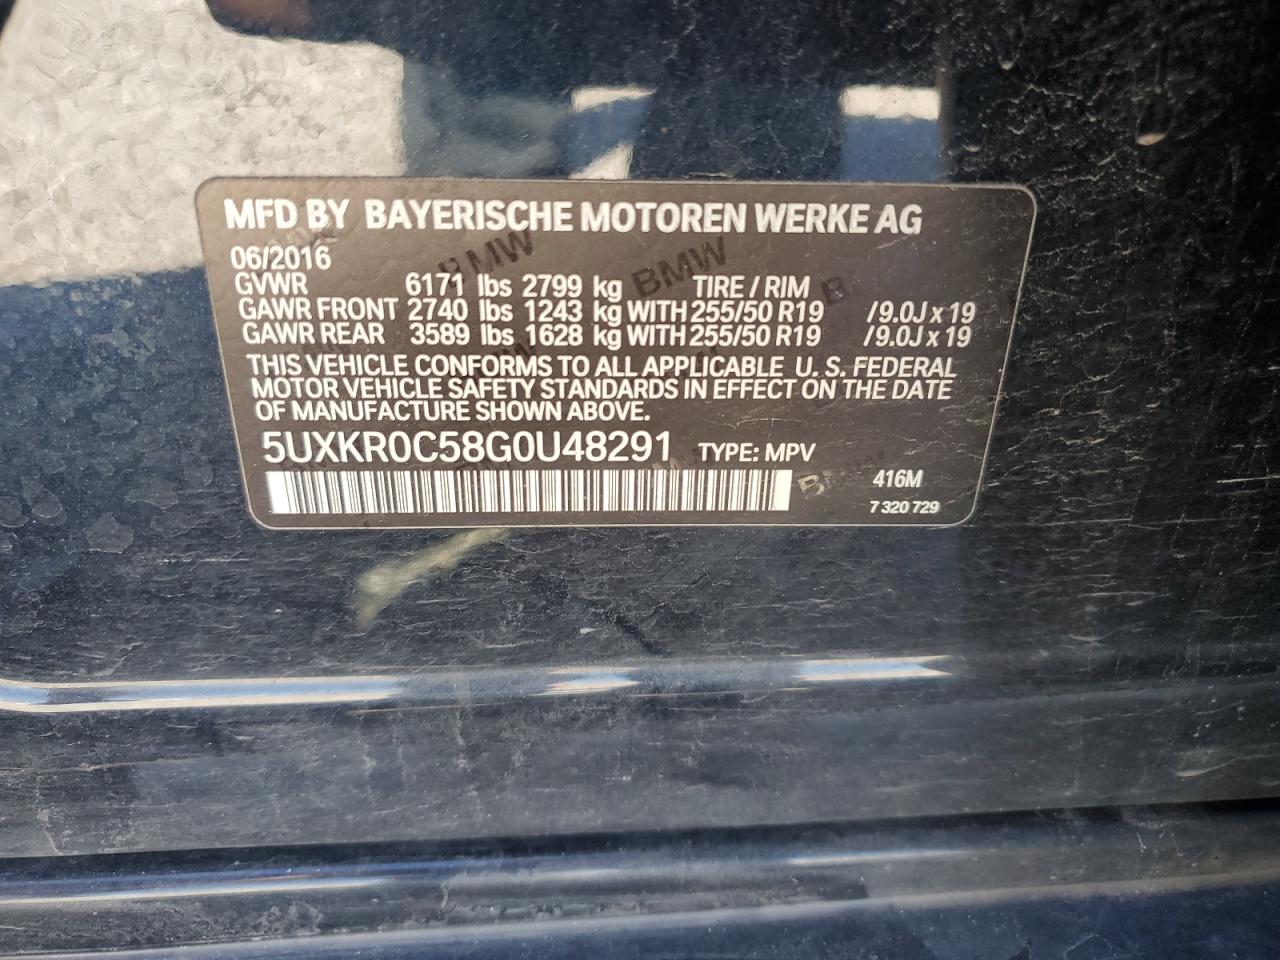 MFD BY BAYERISCHE MOTOREN WERKE AG
06/2016
GVWR 6171 lbs 2799 kg TIRE / RIM
GAWR FRONT 2740 lbs 1243 kg WITH 255/50 R19 /9.0J x 19
GAWR REAR 3589 lbs 1628 kg WITH 255/50 R19 /9.0J x 19
THIS VEHICLE CONFORMS TO ALL APPLICABLE U. S. FEDERAL
MOTOR VEHICLE SAFETY STANDARDS IN EFFECT ON THE DATE
OF MANUFACTURE SHOWN ABOVE.
5UXKR0C58G0U48291 TYPE: MPV
416M
7 320 729
BMW
BMW